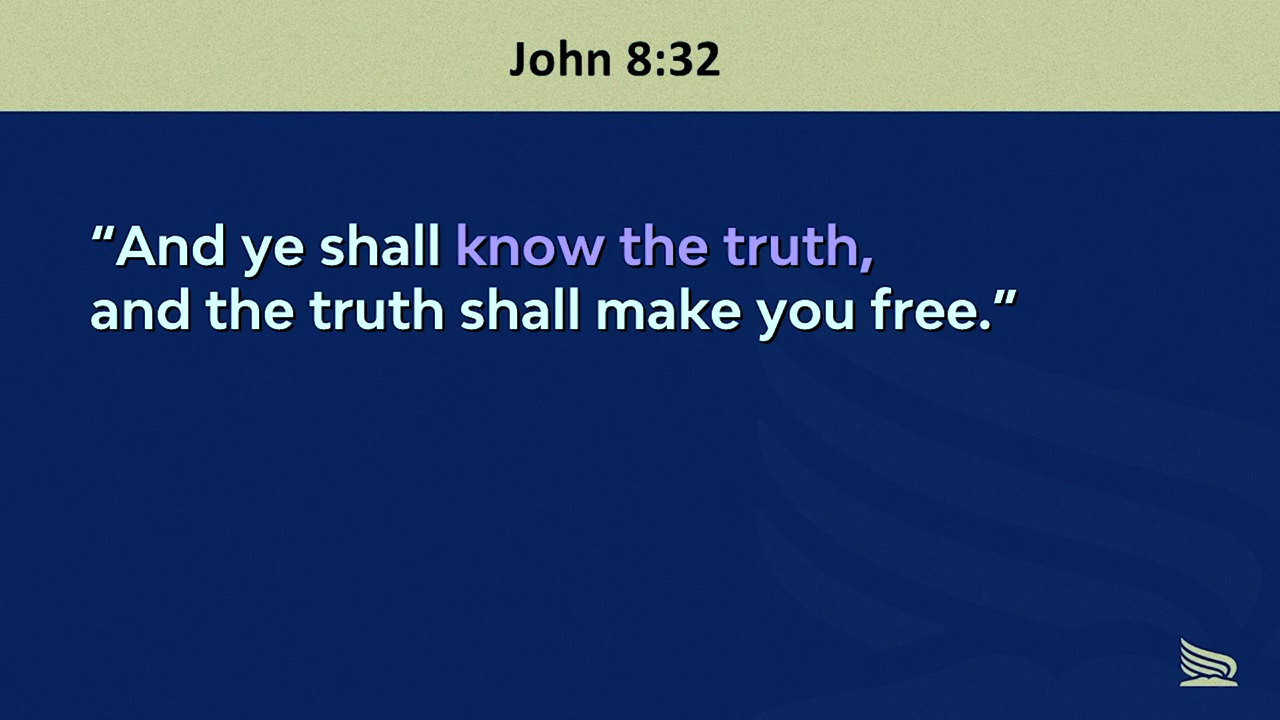 John 8:32
“And ye shall know the truth,
and the truth shall make you free.”